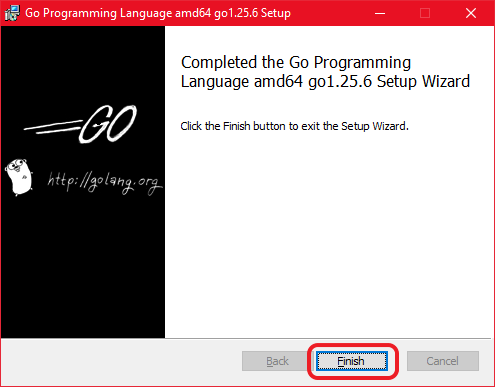 Go Programming Language amd64 go1.25.6 Setup
Completed the Go Programming
Language amd64 go1.25.6 Setup Wizard
Click the Finish button to exit the Setup Wizard.
GO
http://golang.org
Back
Finish
Cancel